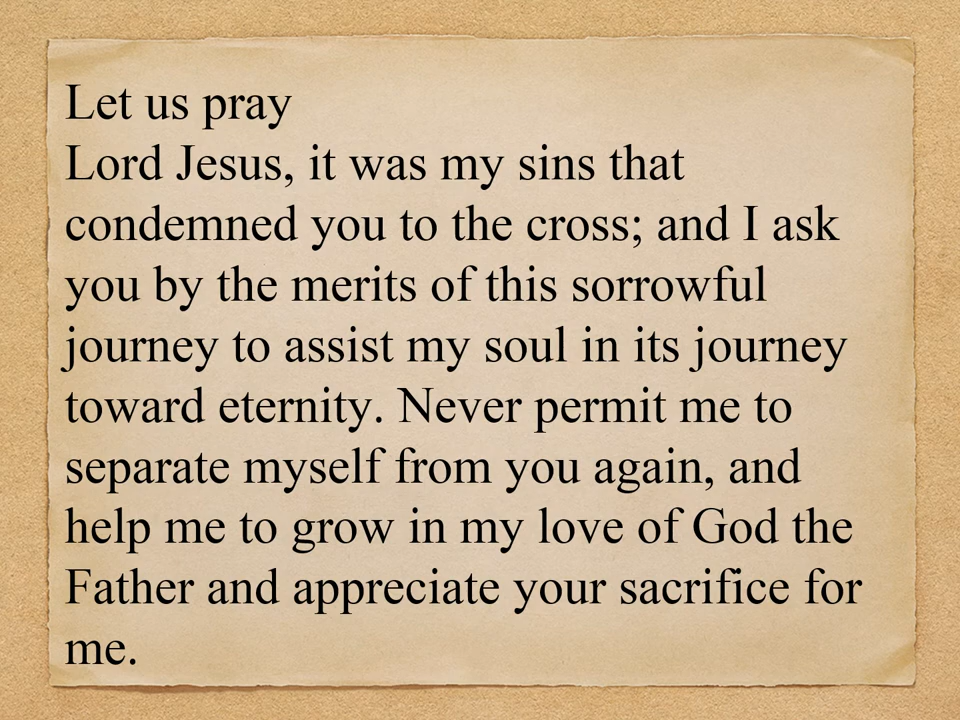 Let us pray
Lord Jesus, it was my sins that
condemned you to the cross; and I ask
you by the merits of this sorrowful
journey to assist my soul in its journey
toward eternity. Never permit me to
separate myself from you again, and
help me to grow in my love of God the
Father and appreciate your sacrifice for
me.